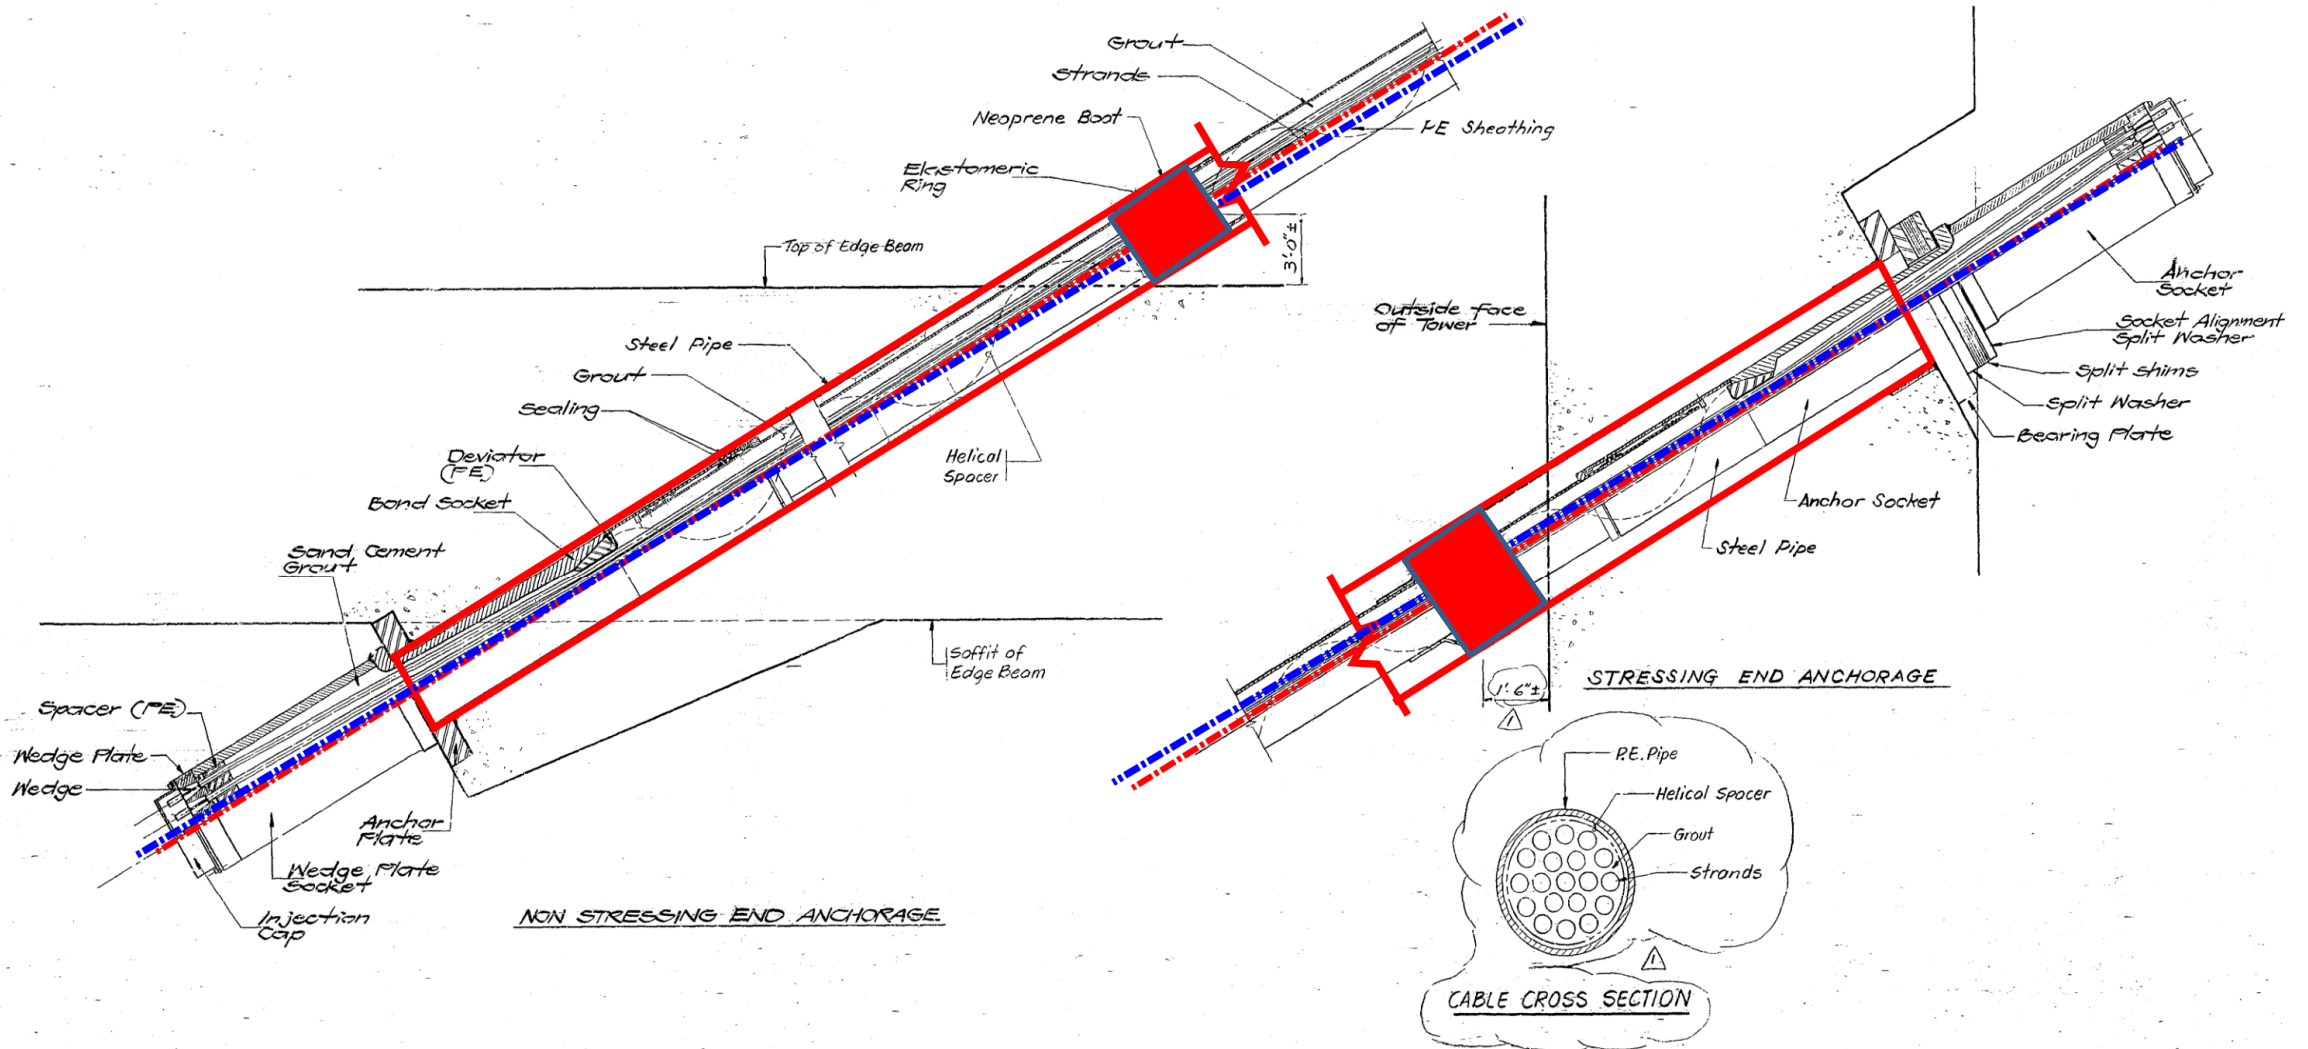 Grout
Strands
Neoprene Boot
PE Sheathing
Elastomeric
Ring
Top of Edge Beam
3'-0"±
Steel Pipe
Grout
Sealing
Deviator
(PE)
Bond Socket
Helical
Spacer
Sand Cement
Grout
Soffit of
Edge Beam
Spacer (PE)
Wedge Plate
Wedge
Anchor
Plate
Wedge Plate
Socket
Injection
Cap
NON STRESSING END ANCHORAGE
Outside face
of Tower
Anchor
Socket
Socket Alignment
Split Washer
Split shims
Split Washer
Bearing Plate
Anchor Socket
Steel Pipe
1'-6"±
1
STRESSING END ANCHORAGE
P.E. Pipe
Helical Spacer
Grout
Strands
1
CABLE CROSS SECTION